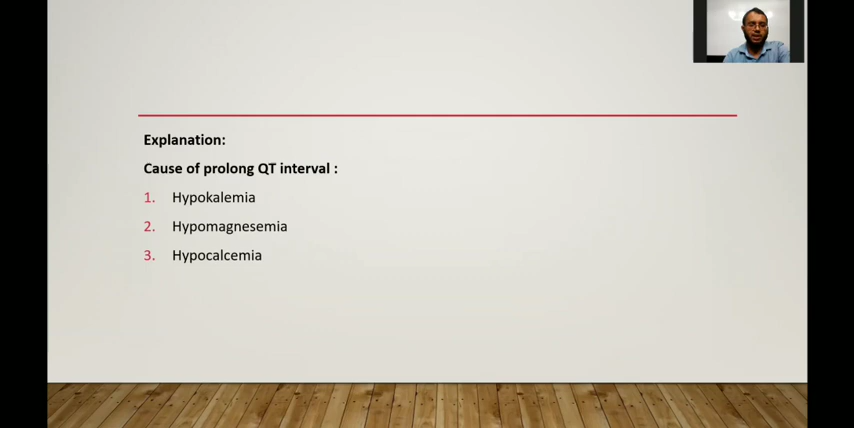 Explanation:
Cause of prolong QT interval :
1. Hypokalemia
2. Hypomagnesemia
3. Hypocalcemia